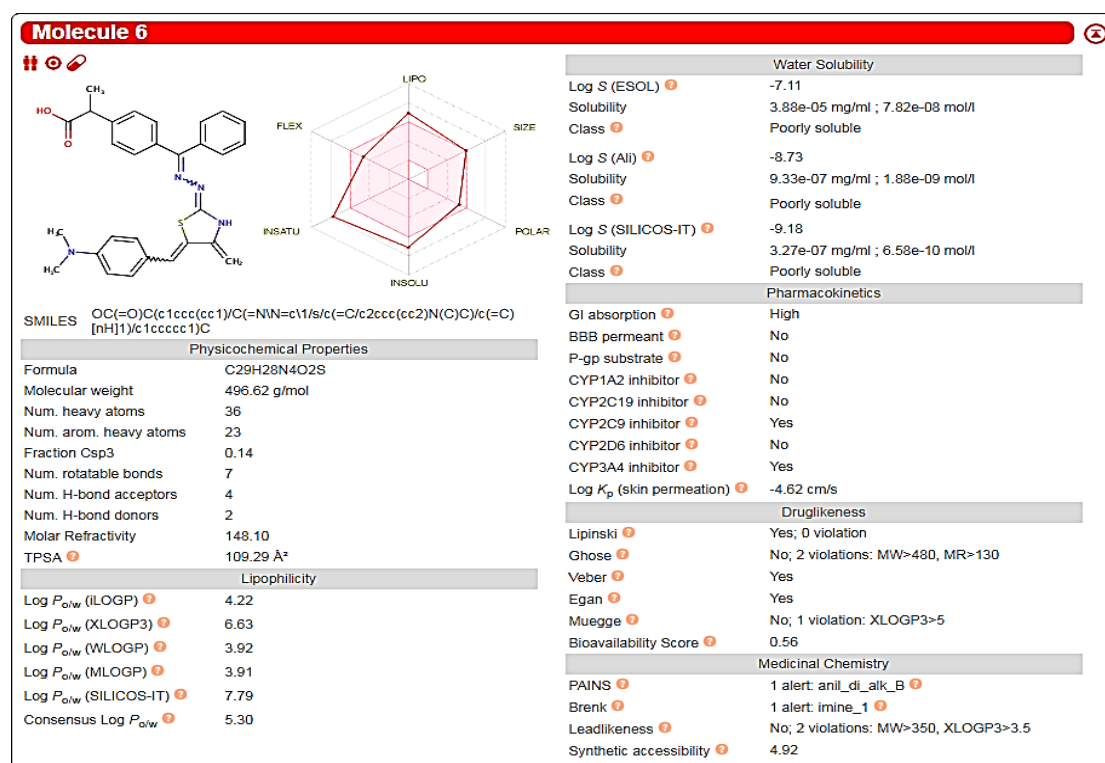 Molecule 6
CH₃
HO
O
N
N
S
NH
CH₂
H₃C
N
H₃C
LIPO
FLEX
SIZE
INSATU
POLAR
INSOLU
SMILES OC(=O)C(c1ccc(cc1)/C(=N\N=c\1/s/c(=C/c2ccc(cc2)N(C)C)/c(=C)
[nH]1)/c1ccccc1)C
Physicochemical Properties
Formula C29H28N4O2S
Molecular weight 496.62 g/mol
Num. heavy atoms 36
Num. arom. heavy atoms 23
Fraction Csp3 0.14
Num. rotatable bonds 7
Num. H-bond acceptors 4
Num. H-bond donors 2
Molar Refractivity 148.10
TPSA ? 109.29 Å²
Lipophilicity
Log Po/w (iLOGP) ? 4.22
Log Po/w (XLOGP3) ? 6.63
Log Po/w (WLOGP) ? 3.92
Log Po/w (MLOGP) ? 3.91
Log Po/w (SILICOS-IT) ? 7.79
Consensus Log Po/w ? 5.30
Water Solubility
Log S (ESOL) ? -7.11
Solubility 3.88e-05 mg/ml ; 7.82e-08 mol/l
Class ? Poorly soluble
Log S (Ali) ? -8.73
Solubility 9.33e-07 mg/ml ; 1.88e-09 mol/l
Class ? Poorly soluble
Log S (SILICOS-IT) ? -9.18
Solubility 3.27e-07 mg/ml ; 6.58e-10 mol/l
Class ? Poorly soluble
Pharmacokinetics
GI absorption ? High
BBB permeant ? No
P-gp substrate ? No
CYP1A2 inhibitor ? No
CYP2C19 inhibitor ? No
CYP2C9 inhibitor ? Yes
CYP2D6 inhibitor ? No
CYP3A4 inhibitor ? Yes
Log Kp (skin permeation) ? -4.62 cm/s
Druglikeness
Lipinski ? Yes; 0 violation
Ghose ? No; 2 violations: MW>480, MR>130
Veber ? Yes
Egan ? Yes
Muegge ? No; 1 violation: XLOGP3>5
Bioavailability Score ? 0.56
Medicinal Chemistry
PAINS ? 1 alert: anil_di_alk_B ?
Brenk ? 1 alert: imine_1 ?
Leadlikeness ? No; 2 violations: MW>350, XLOGP3>3.5
Synthetic accessibility ? 4.92